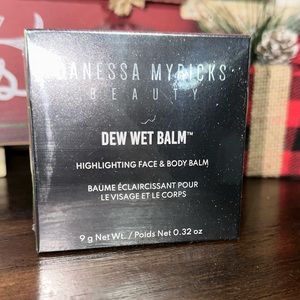 DANESSA MYRICKS
BEAUTY
DEW WET BALM™
HIGHLIGHTING FACE & BODY BALM
BAUME ÉCLAIRCISSANT POUR
LE VISAGE ET LE CORPS
9 g Net Wt. / Poids Net 0.32 oz